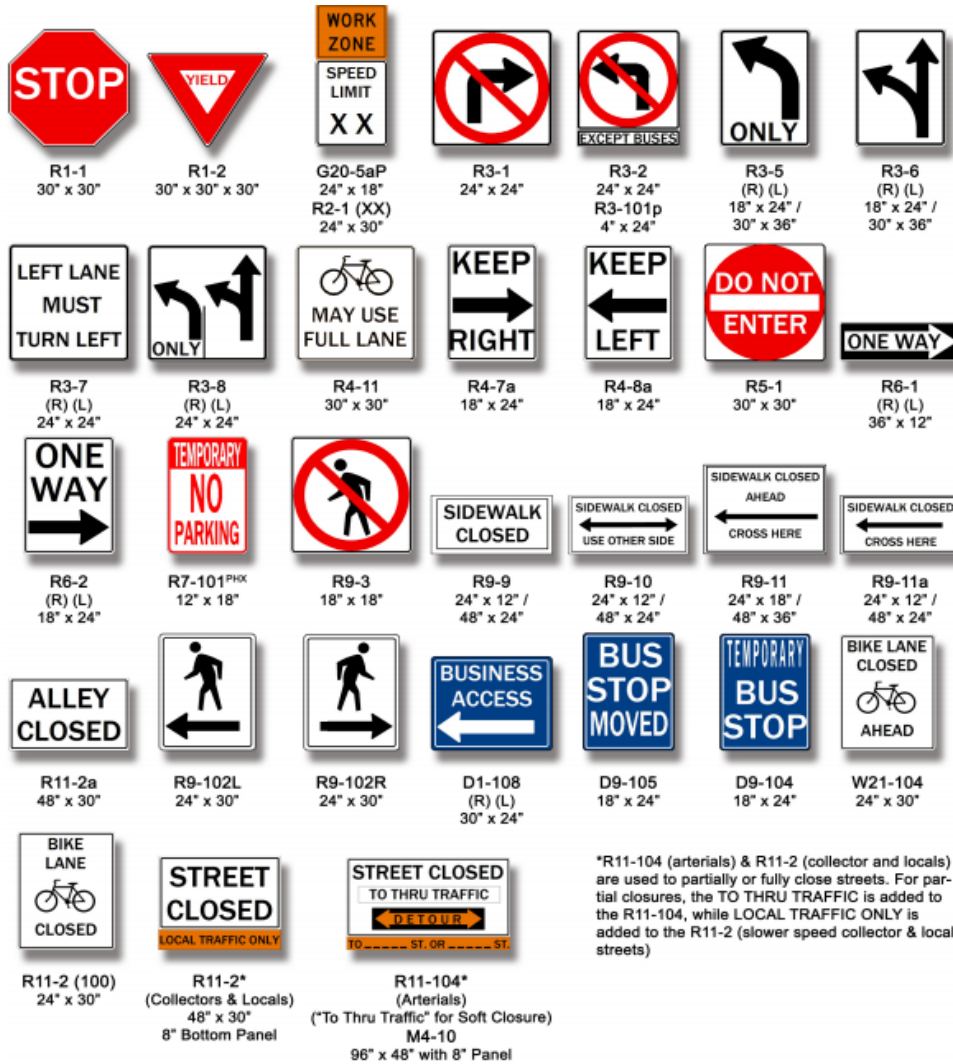 STOP
R1-1
30" x 30"
YIELD
R1-2
30" x 30" x 30"
WORK
ZONE
SPEED
LIMIT
X X
G20-5aP
24" x 18"
R2-1 (XX)
24" x 30"
R3-1
24" x 24"
EXCEPT BUSES
R3-2
24" x 24"
R3-101p
4" x 24"
ONLY
R3-5
(R) (L)
18" x 24" /
30" x 36"
R3-6
(R) (L)
18" x 24" /
30" x 36"
LEFT LANE
MUST
TURN LEFT
R3-7
(R) (L)
24" x 24"
ONLY
R3-8
(R) (L)
24" x 24"
MAY USE
FULL LANE
R4-11
30" x 30"
KEEP
RIGHT
R4-7a
18" x 24"
KEEP
LEFT
R4-8a
18" x 24"
DO NOT
ENTER
R5-1
30" x 30"
ONE WAY
R6-1
(R) (L)
36" x 12"
ONE
WAY
R6-2
(R) (L)
18" x 24"
TEMPORARY
NO
PARKING
R7-101PHX
12" x 18"
R9-3
18" x 18"
SIDEWALK
CLOSED
R9-9
24" x 12" /
48" x 24"
SIDEWALK CLOSED
USE OTHER SIDE
R9-10
24" x 12" /
48" x 24"
SIDEWALK CLOSED
AHEAD
CROSS HERE
R9-11
24" x 18" /
48" x 36"
SIDEWALK CLOSED
CROSS HERE
R9-11a
24" x 12" /
48" x 24"
ALLEY
CLOSED
R11-2a
48" x 30"
R9-102L
24" x 30"
R9-102R
24" x 30"
BUSINESS
ACCESS
D1-108
(R) (L)
30" x 24"
BUS
STOP
MOVED
D9-105
18" x 24"
TEMPORARY
BUS
STOP
D9-104
18" x 24"
BIKE LANE
CLOSED
AHEAD
W21-104
24" x 30"
BIKE
LANE
CLOSED
R11-2 (100)
24" x 30"
STREET
CLOSED
LOCAL TRAFFIC ONLY
R11-2*
(Collectors & Locals)
48" x 30"
8" Bottom Panel
STREET CLOSED
TO THRU TRAFFIC
DETOUR
TO _____ ST. OR _____ ST.
R11-104*
(Arterials)
("To Thru Traffic" for Soft Closure)
M4-10
96" x 48" with 8" Panel
*R11-104 (arterials) & R11-2 (collector and locals)
are used to partially or fully close streets. For par-
tial closures, the TO THRU TRAFFIC is added to
the R11-104, while LOCAL TRAFFIC ONLY is
added to the R11-2 (slower speed collector & local
streets)